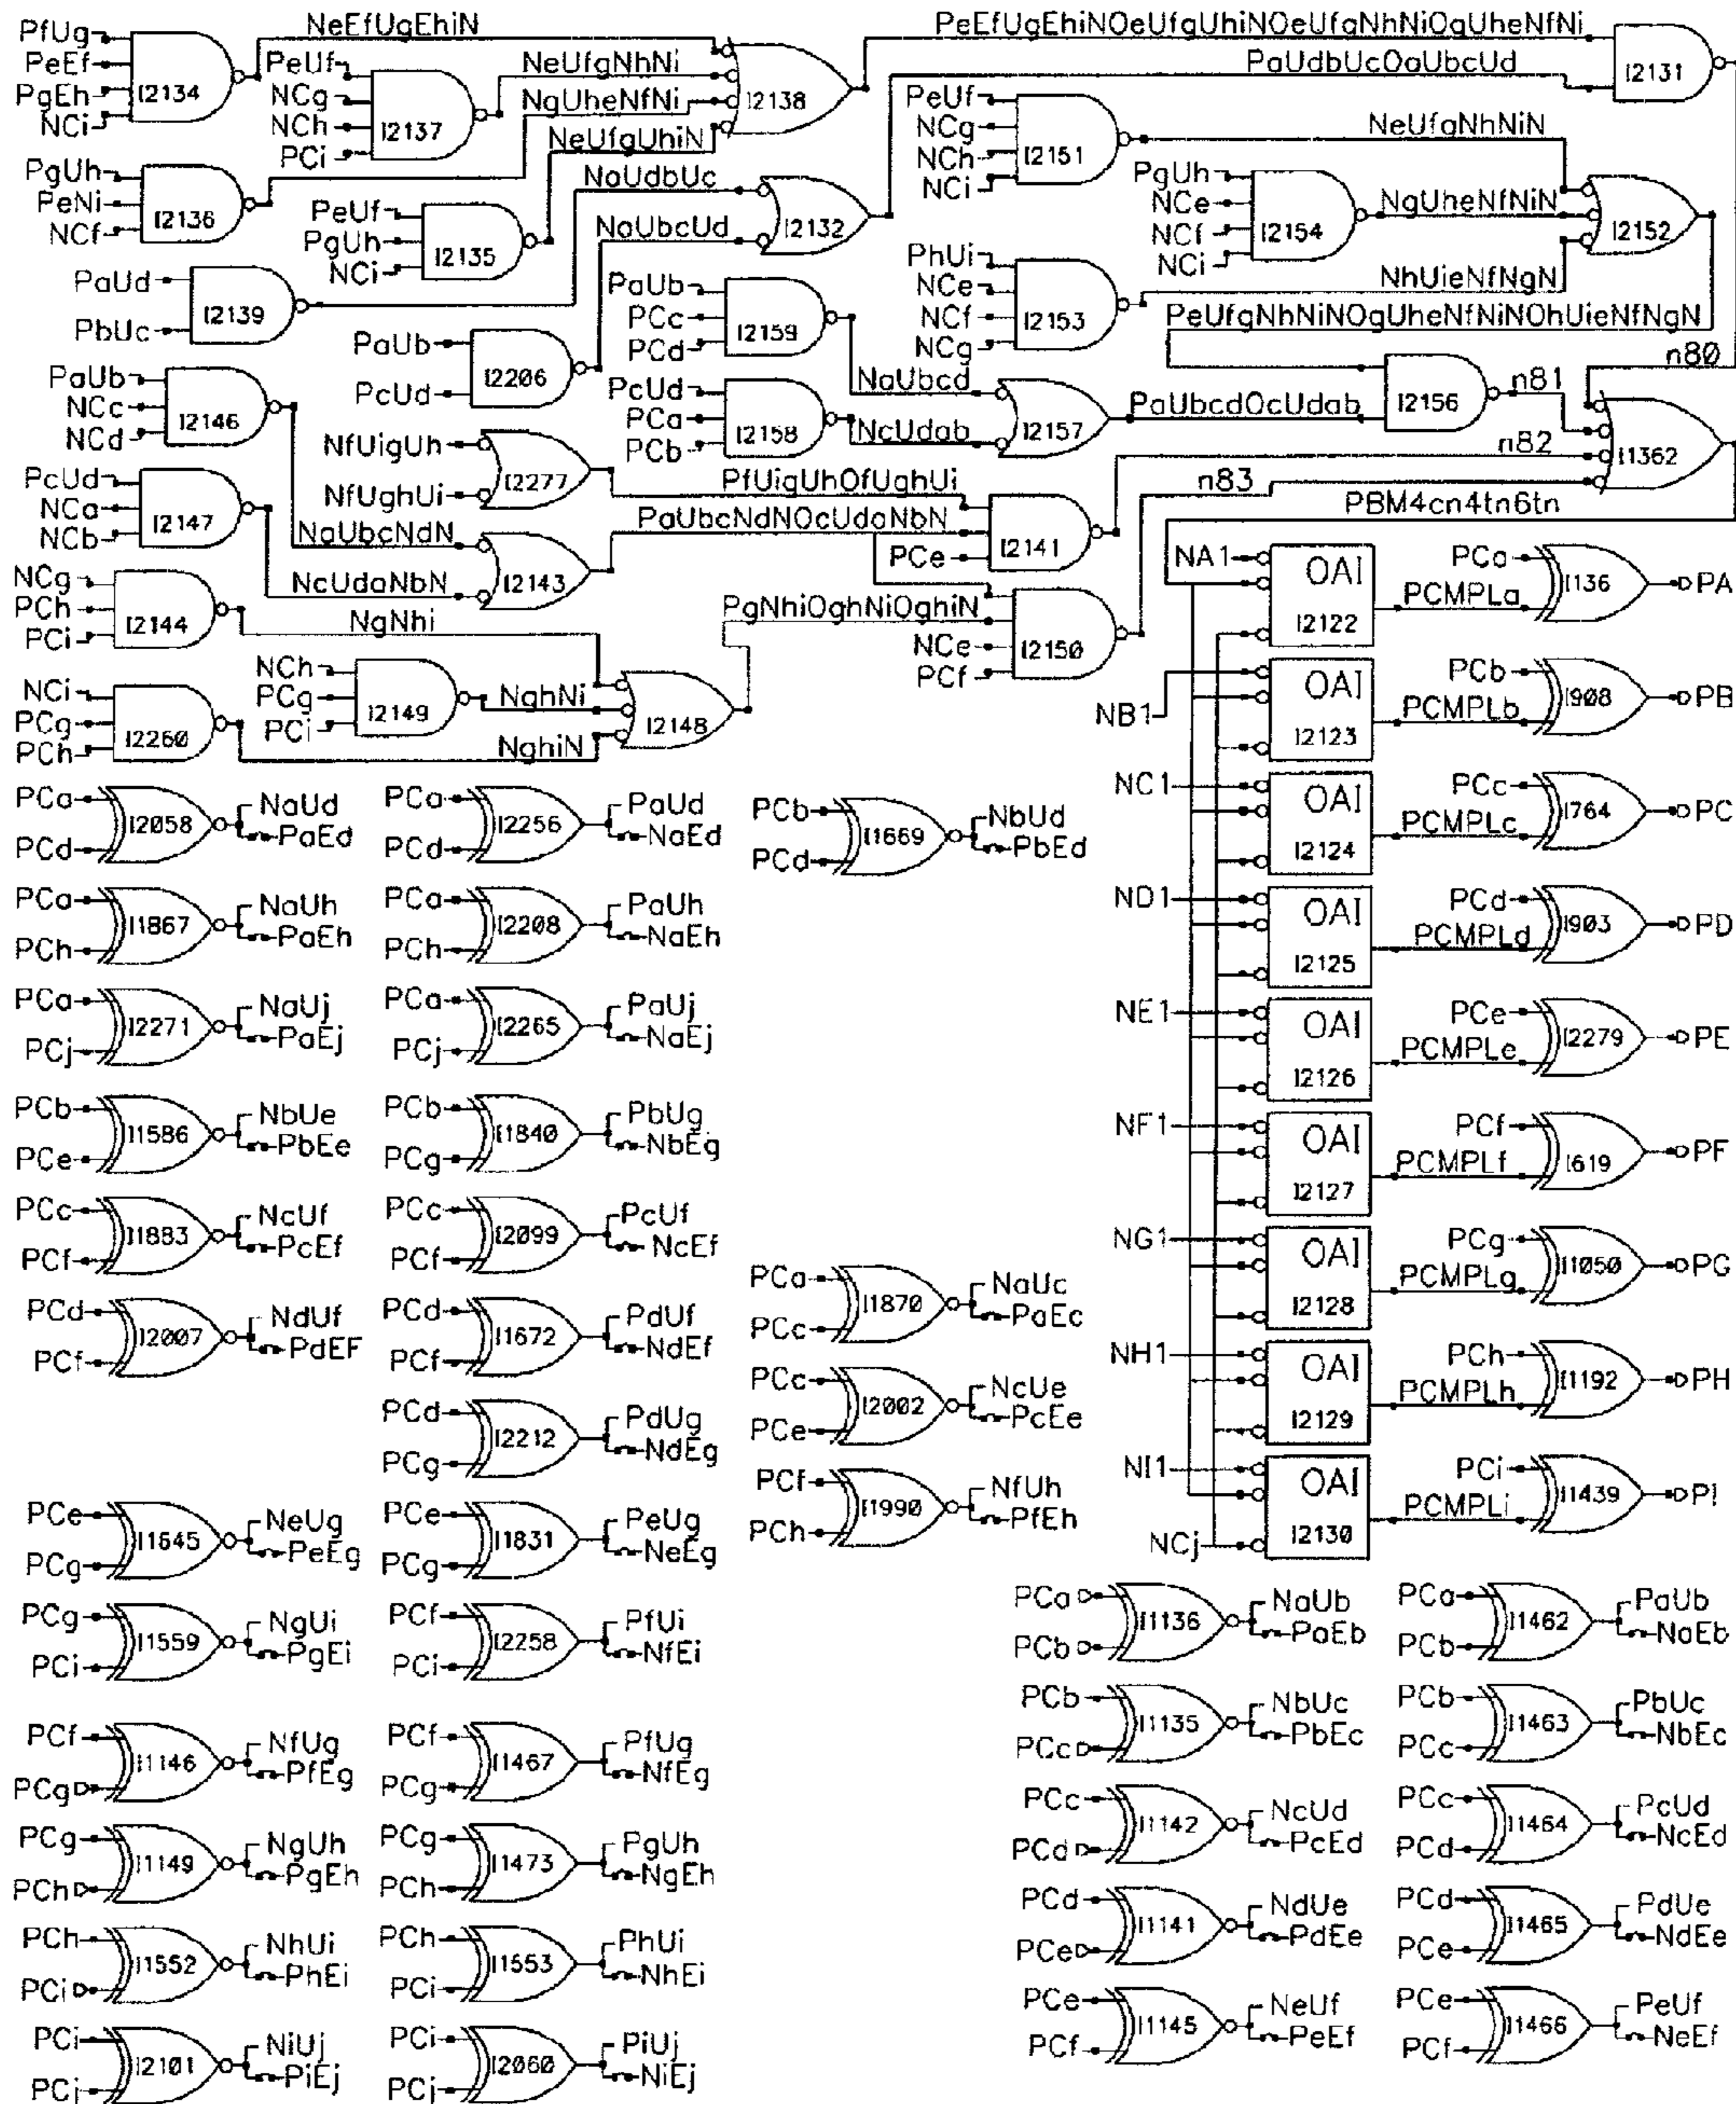 PfUg
PeEf
PgEh
NCi
I2134
NeEfUgEhiN
PeUf
NCg
NCh
PCi
I2137
NeUfgNhNi
NgUheNfNi
NeUfgUhiN
I2138
PeEfUgEhiNOeUfgUhiNOeUfgNhNiOgUheNfNi
PaUdbUcOaUbcUd
I2131
PgUh
PeNi
NCf
I2136
PeUf
PgUh
NCi
I2135
NaUdbUc
NaUbcUd
I2132
PeUf
NCg
NCh
NCi
I2151
NeUfgNhNiN
PgUh
NCe
NCf
NCi
I2154
NgUheNfNiN
I2152
PaUd
PbUc
I2139
PaUb
PcUd
I2206
PaUb
PCc
PCd
I2159
PhUi
NCe
NCf
NCg
I2153
NhUieNfNgN
PeUfgNhNiNOgUheNfNiNOhUieNfNgN
n80
PaUb
NCc
NCd
I2146
PcUd
PCa
PCb
I2158
NaUbcd
NcUdab
I2157
PaUbcdOcUdab
I2156
n81
n82
I1362
PcUd
NCa
NCb
I2147
NfUigUh
NfUghUi
I2277
PfUigUhOfUghUi
n83
PBM4cn4tn6tn
NaUbcNdN
NcUdaNbN
I2143
PaUbcNdNOcUdaNbN
PCe
I2141
NCg
PCh
PCi
I2144
NgNhi
PgNhiOghNiOghiN
NCe
PCf
I2150
NCi
PCg
PCh
I2260
NCh
PCg
PCi
I2149
NghNi
NghiN
I2148
NA1
OAI
I2122
PCa
PCMPLa
I136
PA
NB1
OAI
I2123
PCb
PCMPLb
I908
PB
NC1
OAI
I2124
PCc
PCMPLc
I764
PC
ND1
OAI
I2125
PCd
PCMPLd
I903
PD
NE1
OAI
I2126
PCe
PCMPLe
I2279
PE
NF1
OAI
I2127
PCf
PCMPLf
I619
PF
NG1
OAI
I2128
PCg
PCMPLg
I1050
PG
NH1
OAI
I2129
PCh
PCMPLh
I1192
PH
NI1
NCj
OAI
I2130
PCi
PCMPLi
I1439
PI
PCa
PCd
I2058
NaUd
PaEd
PCa
PCd
I2256
PaUd
NaEd
PCb
PCd
I1669
NbUd
PbEd
PCa
PCh
I1867
NaUh
PaEh
PCa
PCh
I2208
PaUh
NaEh
PCa
PCj
I2271
NaUj
PaEj
PCa
PCj
I2265
PaUj
NaEj
PCb
PCe
I1586
NbUe
PbEe
PCb
PCg
I1840
PbUg
NbEg
PCc
PCf
I1883
NcUf
PcEf
PCc
PCf
I2099
PcUf
NcEf
PCd
PCf
I2007
NdUf
PdEF
PCd
PCf
I1672
PdUf
NdEf
PCa
PCc
I1870
NaUc
PaEc
PCd
PCg
I2212
PdUg
NdEg
PCc
PCe
I2002
NcUe
PcEe
PCe
PCg
I1645
NeUg
PeEg
PCe
PCg
I1831
PeUg
NeEg
PCf
PCh
I1990
NfUh
PfEh
PCg
PCi
I1559
NgUi
PgEi
PCf
PCi
I2258
PfUi
NfEi
PCa
PCb
I1136
NaUb
PaEb
PCa
PCb
I1462
PaUb
NaEb
PCf
PCg
I1146
NfUg
PfEg
PCf
PCg
I1467
PfUg
NfEg
PCb
PCc
I1135
NbUc
PbEc
PCb
PCc
I1463
PbUc
NbEc
PCg
PCh
I1149
NgUh
PgEh
PCg
PCh
I1473
PgUh
NgEh
PCc
PCd
I1142
NcUd
PcEd
PCc
PCd
I1464
PcUd
NcEd
PCh
PCi
I1552
NhUi
PhEi
PCh
PCi
I1553
PhUi
NhEi
PCd
PCe
I1141
NdUe
PdEe
PCd
PCe
I1465
PdUe
NdEe
PCi
PCj
I2101
NiUj
PiEj
PCi
PCj
I2060
PiUj
NiEj
PCe
PCf
I1145
NeUf
PeEf
PCe
PCf
I1466
PeUf
NeEf